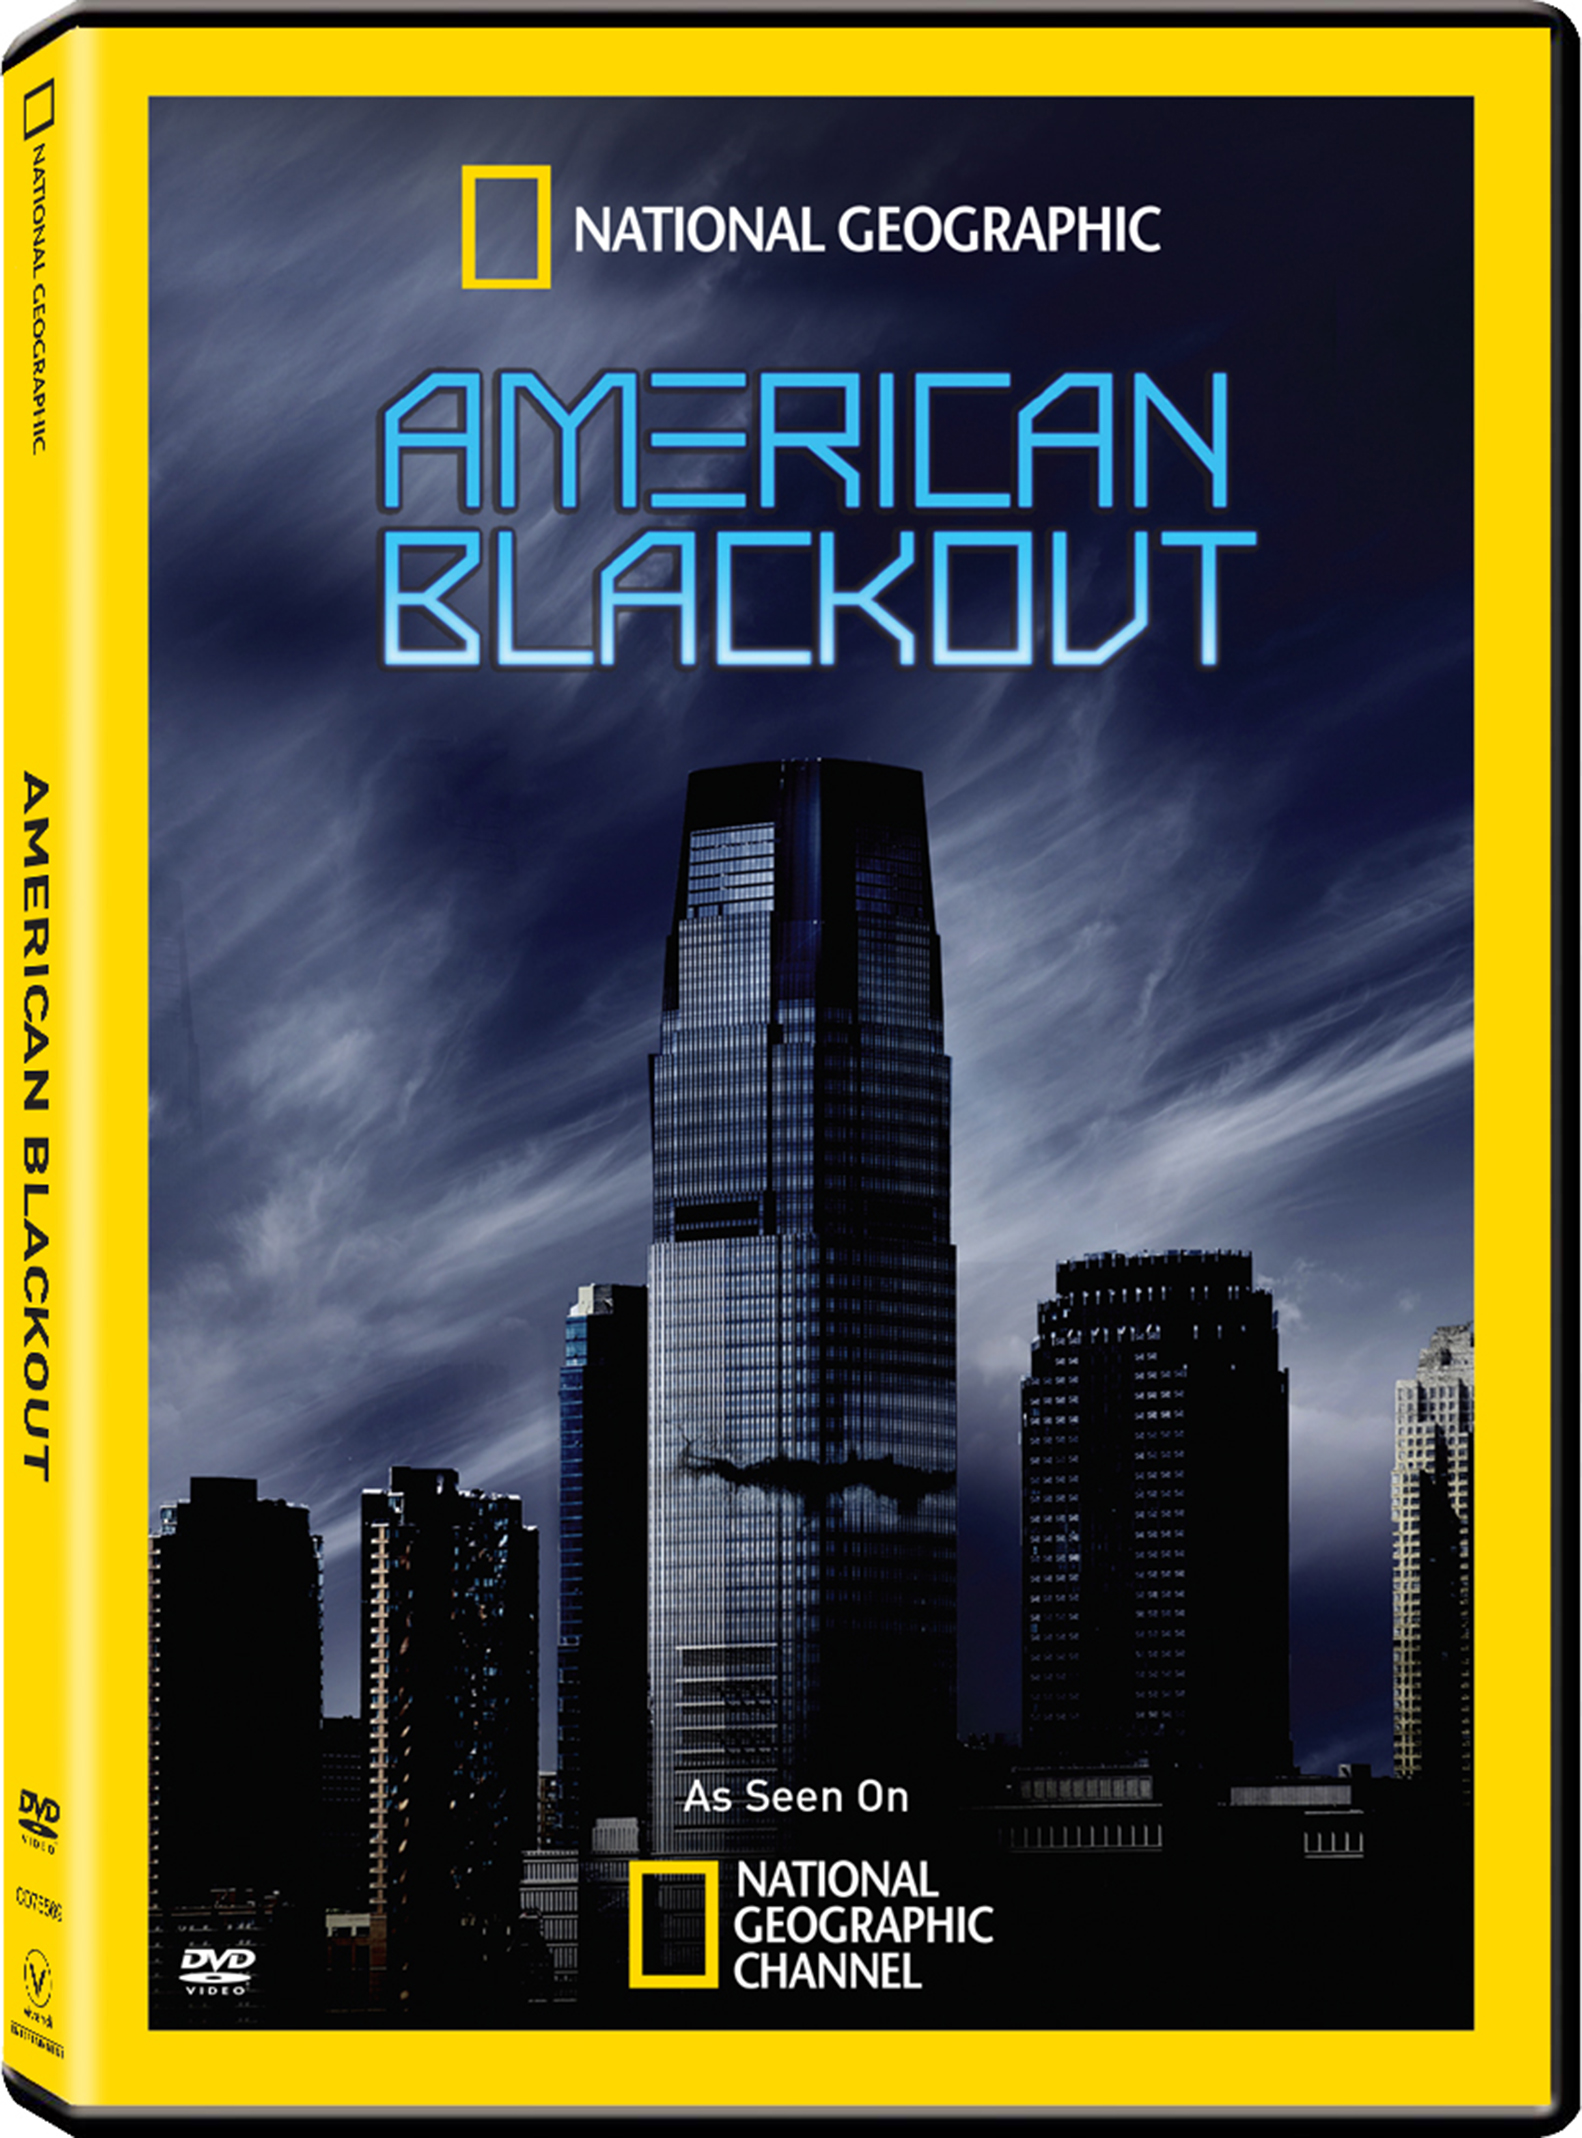 NATIONAL GEOGRAPHIC
AMERICAN BLACKOUT
DVD
VIDEO
NATIONAL GEOGRAPHIC
AMERICAN
BLACKOUT
As Seen On
NATIONAL
GEOGRAPHIC
CHANNEL
DVD
VIDEO